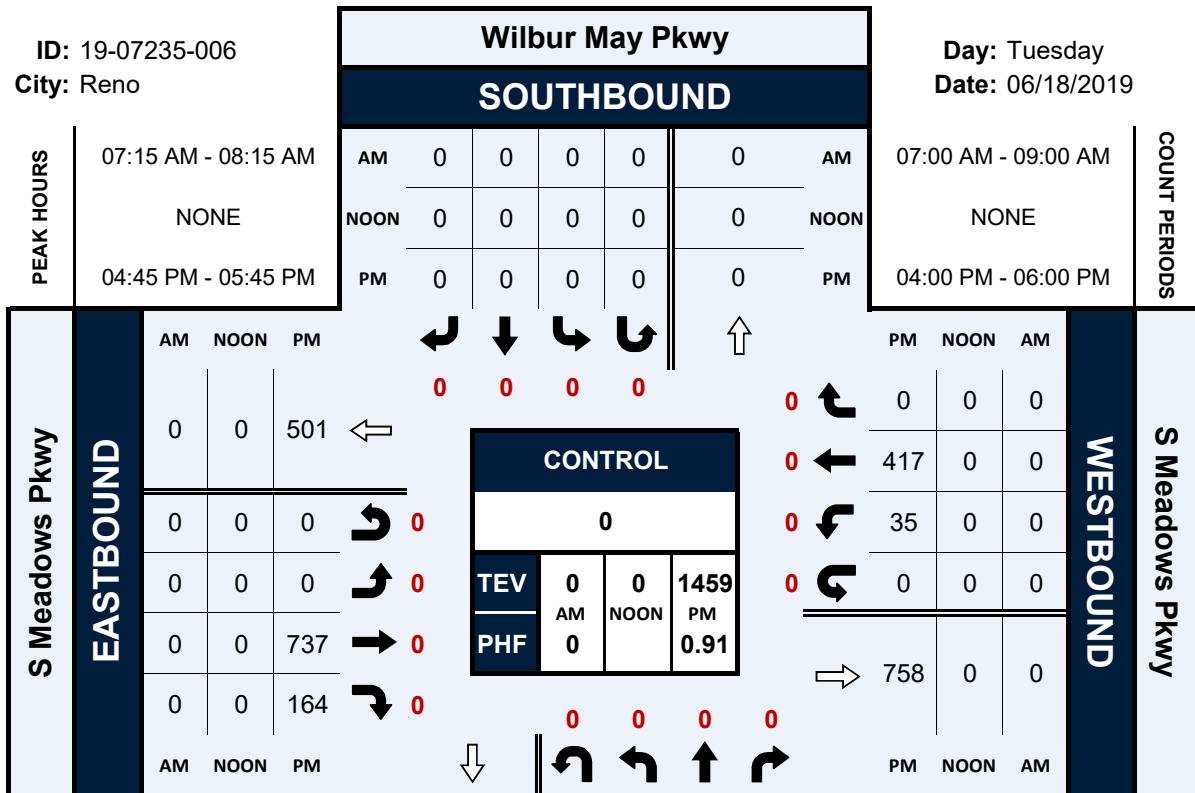 ID: 19-07235-006
City: Reno
Wilbur May Pkwy
SOUTHBOUND
Day: Tuesday
Date: 06/18/2019
PEAK HOURS
07:15 AM - 08:15 AM
NONE
04:45 PM - 05:45 PM
AM 0 0 0 0 0 AM
NOON 0 0 0 0 0 NOON
PM 0 0 0 0 0 PM
07:00 AM - 09:00 AM
NONE
04:00 PM - 06:00 PM
COUNT PERIODS
0 0 0 0
S Meadows Pkwy
EASTBOUND
AM NOON PM
0 0 501
0 0 0 0
0 0 0 0
0 0 737 0
0 0 164 0
AM NOON PM
CONTROL
0
TEV 0 0 1459
AM NOON PM
PHF 0 0.91
0 0 0 0
PM NOON AM
0 0 0 0
0 417 0 0
0 35 0 0
0 0 0 0
758 0 0
PM NOON AM
WESTBOUND
S Meadows Pkwy